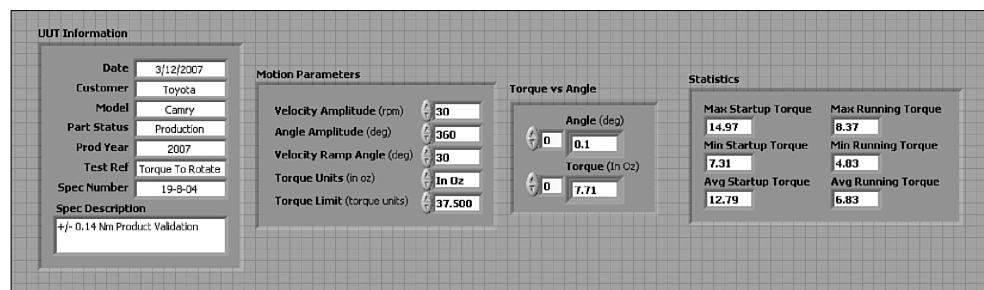 UUT Information
Date 3/12/2007
Customer Toyota
Model Camry
Part Status Production
Prod Year 2007
Test Ref Torque To Rotate
Spec Number 19-8-04
Spec Description
+/- 0.14 Nm Product Validation
Motion Parameters
Velocity Amplitude (rpm) 30
Angle Amplitude (deg) 360
Velocity Ramp Angle (deg) 30
Torque Units (in oz) In Oz
Torque Limit (torque units) 37.500
Torque vs Angle
Angle (deg)
0 0.1
Torque (In Oz)
0 7.71
Statistics
Max Startup Torque Max Running Torque
14.97 8.37
Min Startup Torque Min Running Torque
7.31 4.83
Avg Startup Torque Avg Running Torque
12.79 6.83